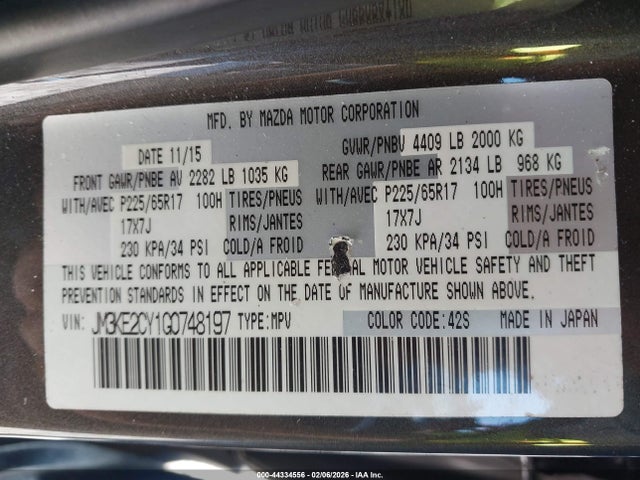 MFD. BY MAZDA MOTOR CORPORATION
DATE 11/15 GVWR/PNBV 4409 LB 2000 KG
FRONT GAWR/PNBE AV 2282 LB 1035 KG REAR GAWR/PNBE AR 2134 LB 968 KG
WITH/AVEC P225/65R17 100H TIRES/PNEUS WITH/AVEC P225/65R17 100H TIRES/PNEUS
17X7J RIMS/JANTES 17X7J RIMS/JANTES
230 KPA/34 PSI COLD/A FROID 230 KPA/34 PSI COLD/A FROID
THIS VEHICLE CONFORMS TO ALL APPLICABLE FEDERAL MOTOR VEHICLE SAFETY AND THEFT
PREVENTION STANDARDS IN EFFECT ON THE DATE OF MANUFACTURE SHOWN ABOVE.
VIN: JM3KE2CY1G0748197 TYPE:MPV COLOR CODE:42S MADE IN JAPAN
000-44334556 - 02/06/2026 - IAA Inc.